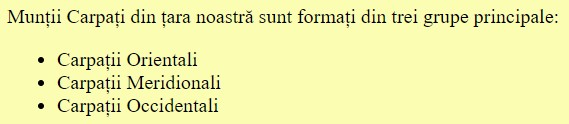 Munții Carpați din țara noastră sunt formați din trei grupe principale:
• Carpații Orientali
• Carpații Meridionali
• Carpații Occidentali